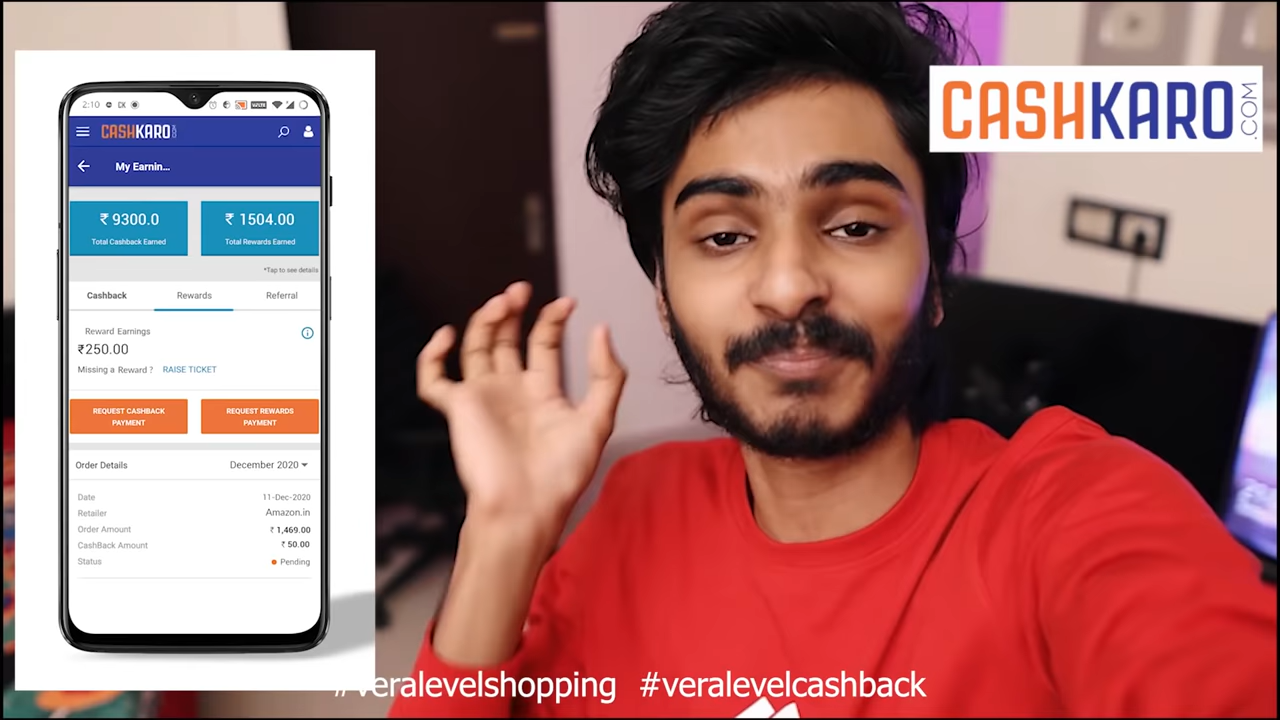 2:10
CASHKARO
My Earnin...
₹ 9300.0
Total Cashback Earned
₹ 1504.00
Total Rewards Earned
*Tap to see details
Cashback Rewards Referral
Reward Earnings
₹250.00
Missing a Reward ? RAISE TICKET
REQUEST CASHBACK
PAYMENT
REQUEST REWARDS
PAYMENT
Order Details December 2020
Date 11-Dec-2020
Retailer Amazon.in
Order Amount ₹ 1,469.00
CashBack Amount ₹ 50.00
Status Pending
CASHKARO.COM
#veralevelshopping #veralevelcashback